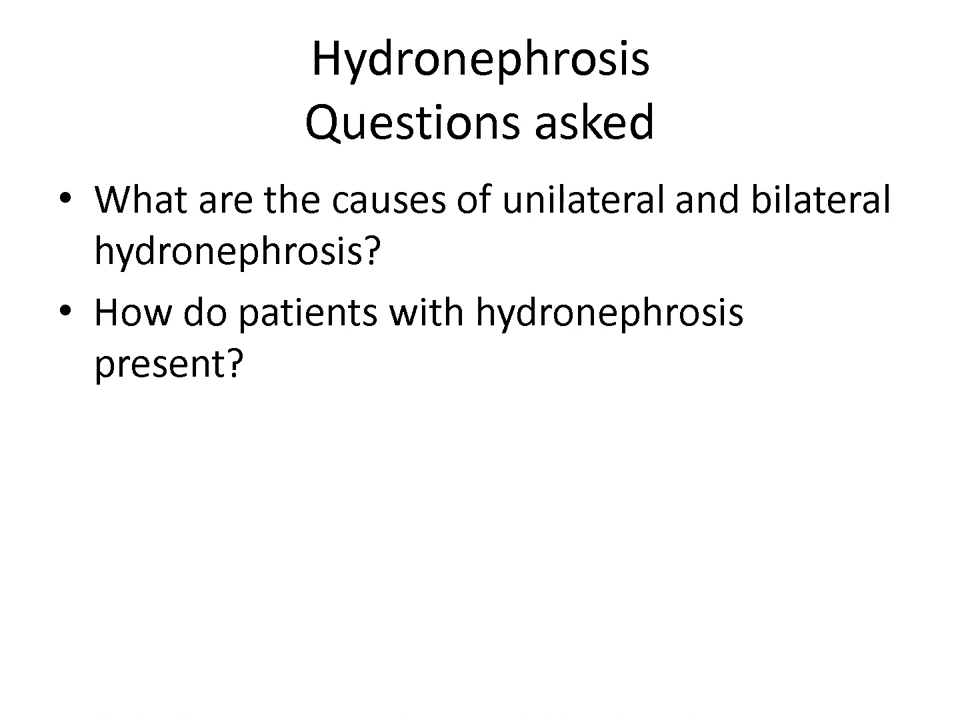 Hydronephrosis
Questions asked
• What are the causes of unilateral and bilateral
hydronephrosis?
• How do patients with hydronephrosis
present?